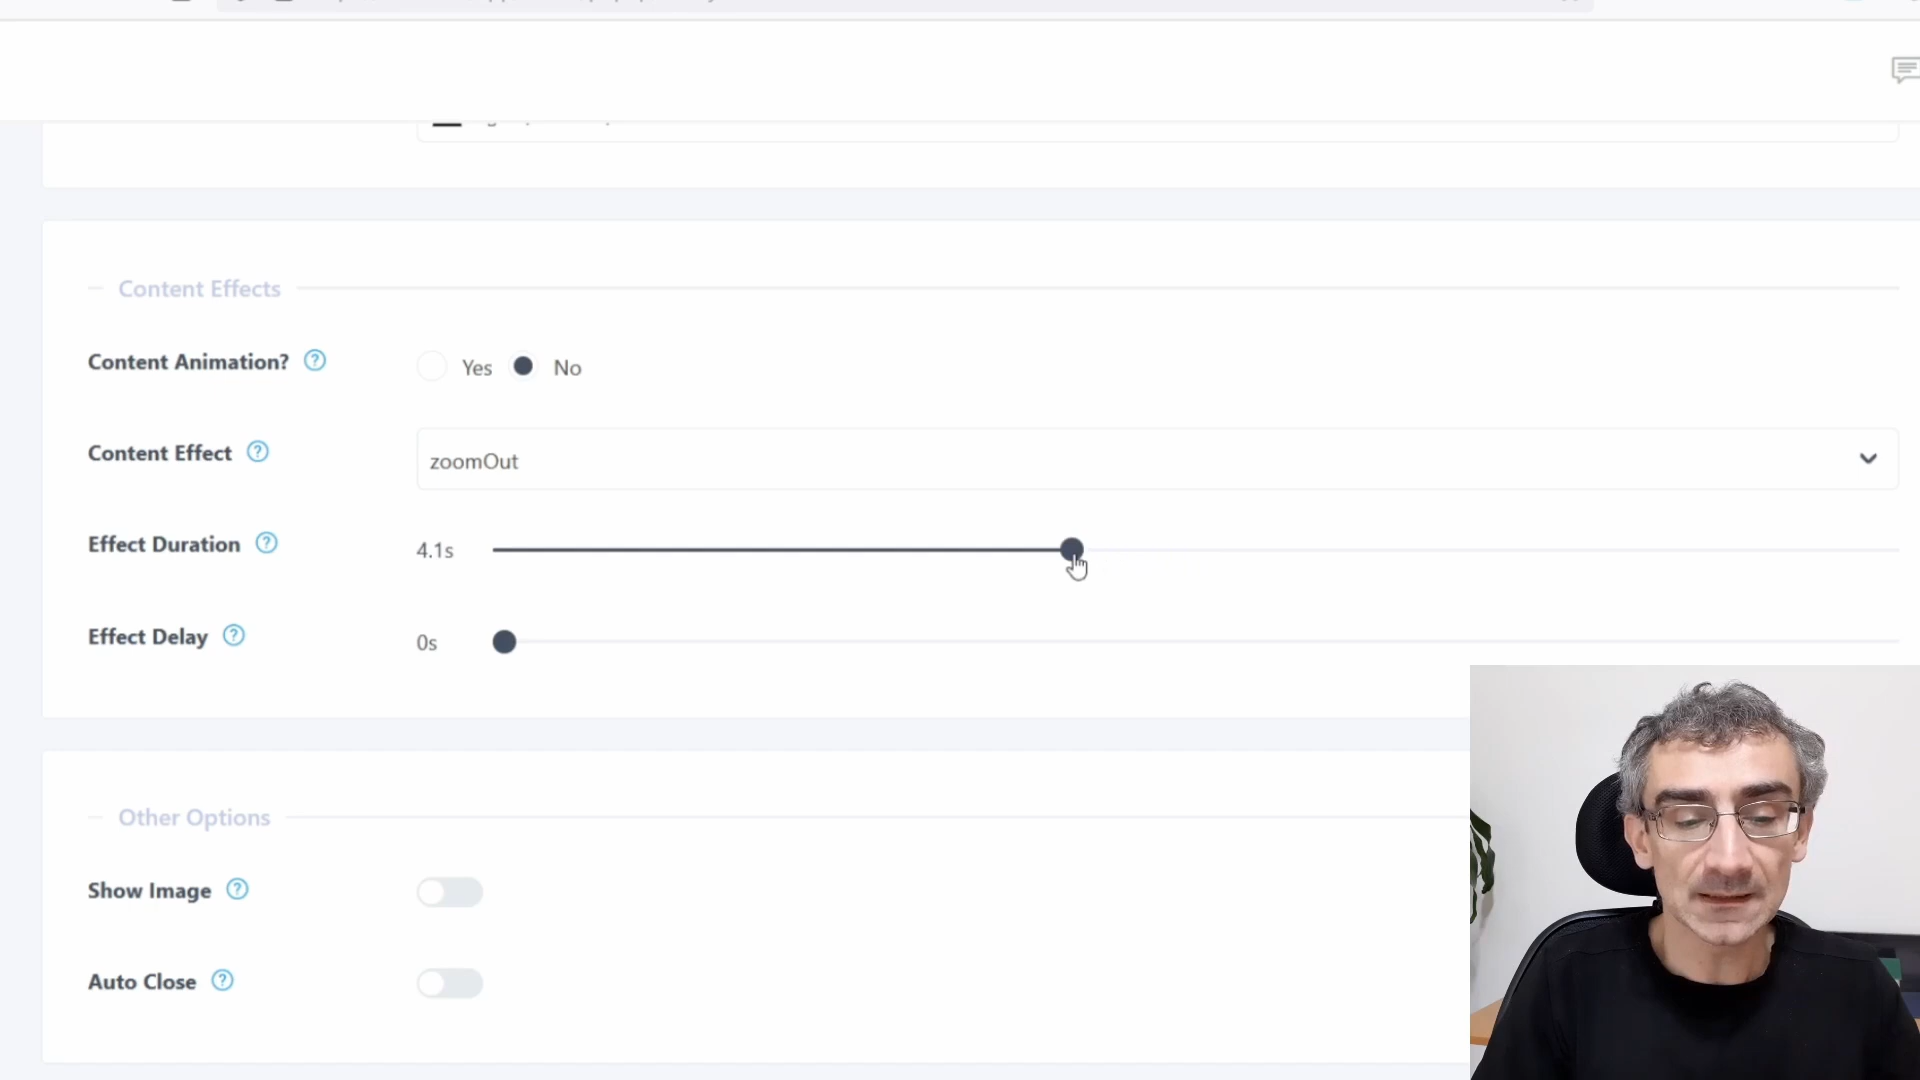 Content Effects
Content Animation? ?
Yes No
Content Effect ?
zoomOut
Effect Duration ?
4.1s
Effect Delay ?
0s
Other Options
Show Image ?
Auto Close ?